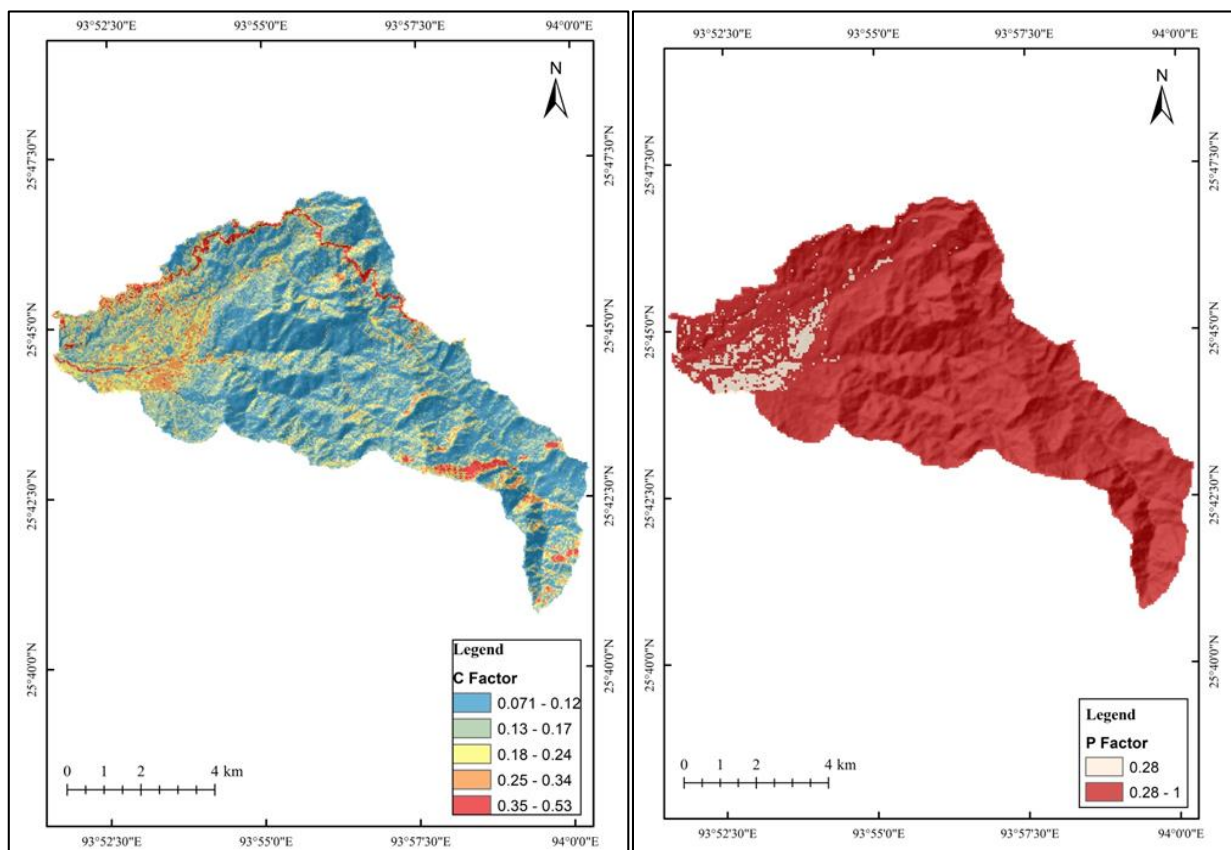 93°52'30"E 93°55'0"E 93°57'30"E 94°0'0"E
N
25°47'30"N 25°47'30"N
25°45'0"N 25°45'0"N
25°42'30"N 25°42'30"N
25°40'0"N 25°40'0"N
Legend
C Factor
0.071 - 0.12
0.13 - 0.17
0.18 - 0.24
0.25 - 0.34
0.35 - 0.53
0 1 2 4 km
93°52'30"E 93°55'0"E 93°57'30"E 94°0'0"E
93°52'30"E 93°55'0"E 93°57'30"E 94°0'0"E
N
25°47'30"N 25°47'30"N
25°45'0"N 25°45'0"N
25°42'30"N 25°42'30"N
25°40'0"N 25°40'0"N
Legend
P Factor
0.28
0.28 - 1
0 1 2 4 km
93°52'30"E 93°55'0"E 93°57'30"E 94°0'0"E